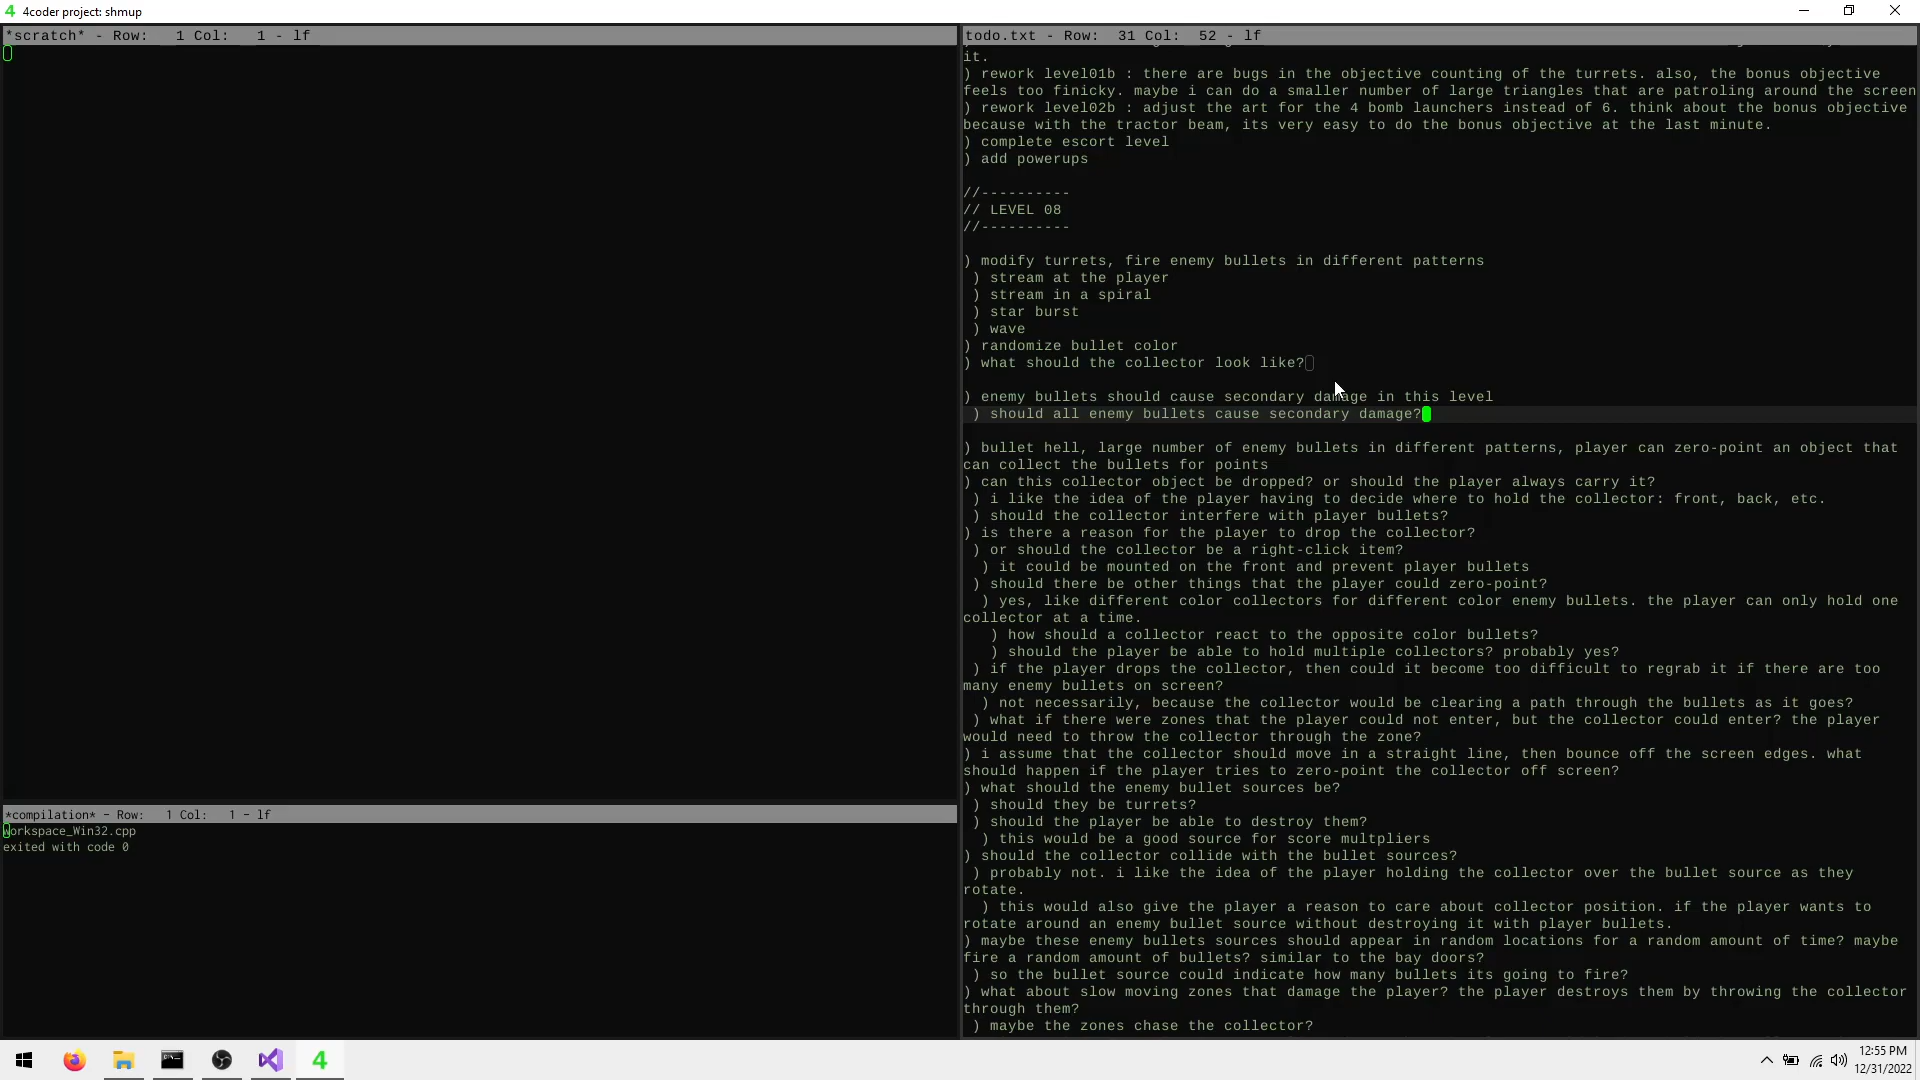 4 4coder project: shmup
*scratch* - Row:   1 Col:   1 - lf
todo.txt - Row:  31 Col:  52 - lf
it.
) rework level01b : there are bugs in the objective counting of the turrets. also, the bonus objective
feels too finicky. maybe i can do a smaller number of large triangles that are patroling around the screen
) rework level02b : adjust the art for the 4 bomb launchers instead of 6. think about the bonus objective
because with the tractor beam, its very easy to do the bonus objective at the last minute.
) complete escort level
) add powerups
//----------
// LEVEL 08
//----------
) modify turrets, fire enemy bullets in different patterns
 ) stream at the player
 ) stream in a spiral
 ) star burst
 ) wave
) randomize bullet color
) what should the collector look like?
) enemy bullets should cause secondary damage in this level
 ) should all enemy bullets cause secondary damage?
) bullet hell, large number of enemy bullets in different patterns, player can zero-point an object that
can collect the bullets for points
) can this collector object be dropped? or should the player always carry it?
 ) i like the idea of the player having to decide where to hold the collector: front, back, etc.
 ) should the collector interfere with player bullets?
) is there a reason for the player to drop the collector?
 ) or should the collector be a right-click item?
  ) it could be mounted on the front and prevent player bullets
 ) should there be other things that the player could zero-point?
  ) yes, like different color collectors for different color enemy bullets. the player can only hold one
collector at a time.
   ) how should a collector react to the opposite color bullets?
   ) should the player be able to hold multiple collectors? probably yes?
 ) if the player drops the collector, then could it become too difficult to regrab it if there are too
many enemy bullets on screen?
  ) not necessarily, because the collector would be clearing a path through the bullets as it goes?
 ) what if there were zones that the player could not enter, but the collector could enter? the player
would need to throw the collector through the zone?
) i assume that the collector should move in a straight line, then bounce off the screen edges. what
should happen if the player tries to zero-point the collector off screen?
) what should the enemy bullet sources be?
 ) should they be turrets?
 ) should the player be able to destroy them?
  ) this would be a good source for score multpliers
) should the collector collide with the bullet sources?
 ) probably not. i like the idea of the player holding the collector over the bullet source as they
rotate.
  ) this would also give the player a reason to care about collector position. if the player wants to
rotate around an enemy bullet source without destroying it with player bullets.
) maybe these enemy bullets sources should appear in random locations for a random amount of time? maybe
fire a random amount of bullets? similar to the bay doors?
 ) so the bullet source could indicate how many bullets its going to fire?
) what about slow moving zones that damage the player? the player destroys them by throwing the collector
through them?
 ) maybe the zones chase the collector?
*compilation* - Row:   1 Col:   1 - lf
workspace_Win32.cpp
exited with code 0
4
12:55 PM
12/31/2022